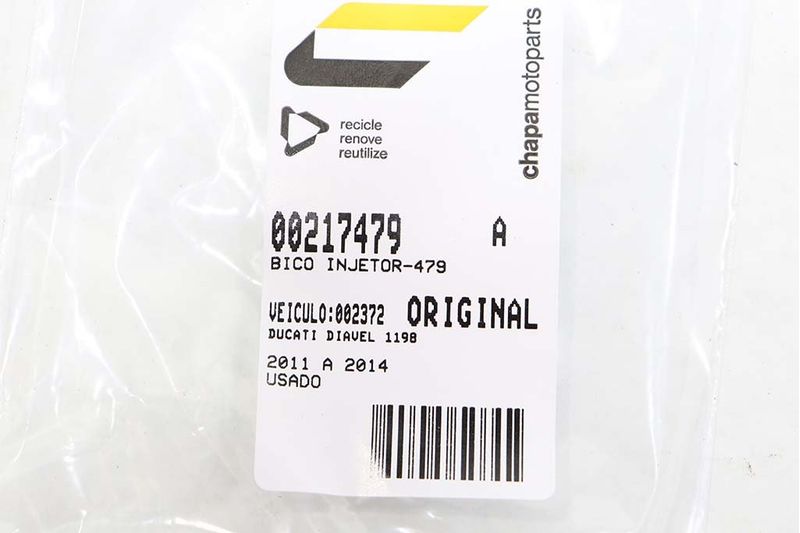 chapamotoparts
recicle
renove
reutilize
00217479 A
BICO INJETOR-479
VEICULO:002372 ORIGINAL
DUCATI DIAVEL 1198
2011 A 2014
USADO